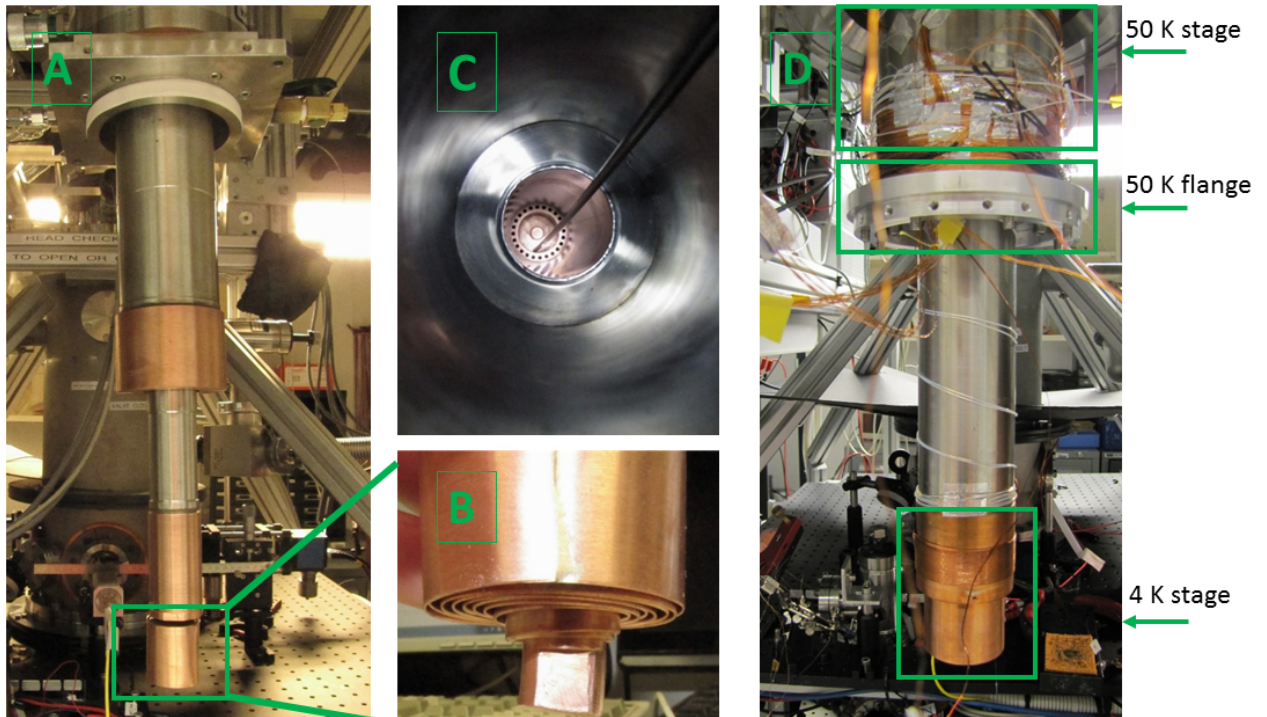 A
C
D
B
50 K stage
50 K flange
4 K stage
HEAD CHECK
TO OPEN OR